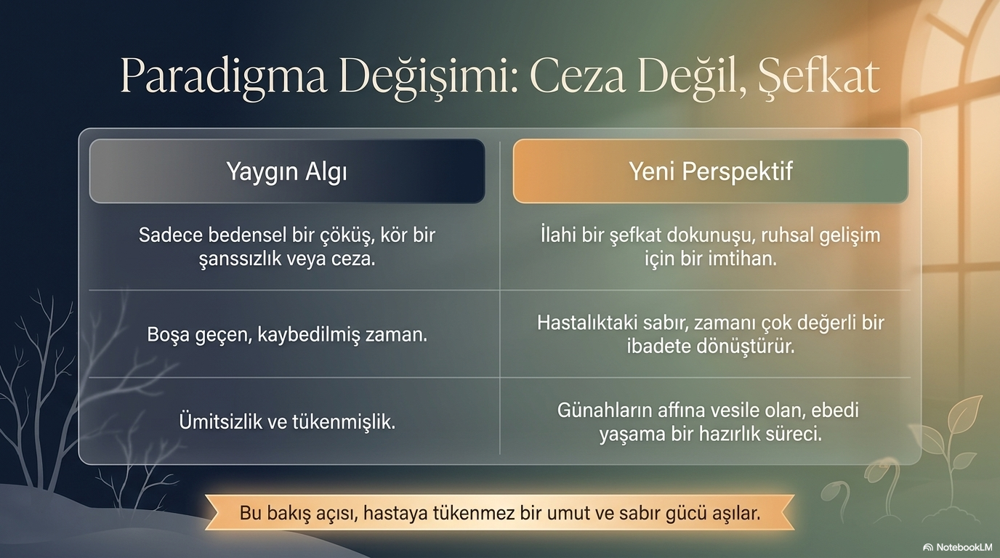 Paradigma Değişimi: Ceza Değil, Şefkat
Yaygın Algı
Yeni Perspektif
Sadece bedensel bir çöküş, kör bir
şanssızlık veya ceza.
İlahi bir şefkat dokunuşu, ruhsal gelişim
için bir imtihan.
Boşa geçen, kaybedilmiş zaman.
Hastalıktaki sabır, zamanı çok değerli bir
ibadete dönüştürür.
Ümitsizlik ve tükenmişlik.
Günahların affına vesile olan, ebedi
yaşama bir hazırlık süreci.
Bu bakış açısı, hastaya tükenmez bir umut ve sabır gücü aşılar.
NotebookLM